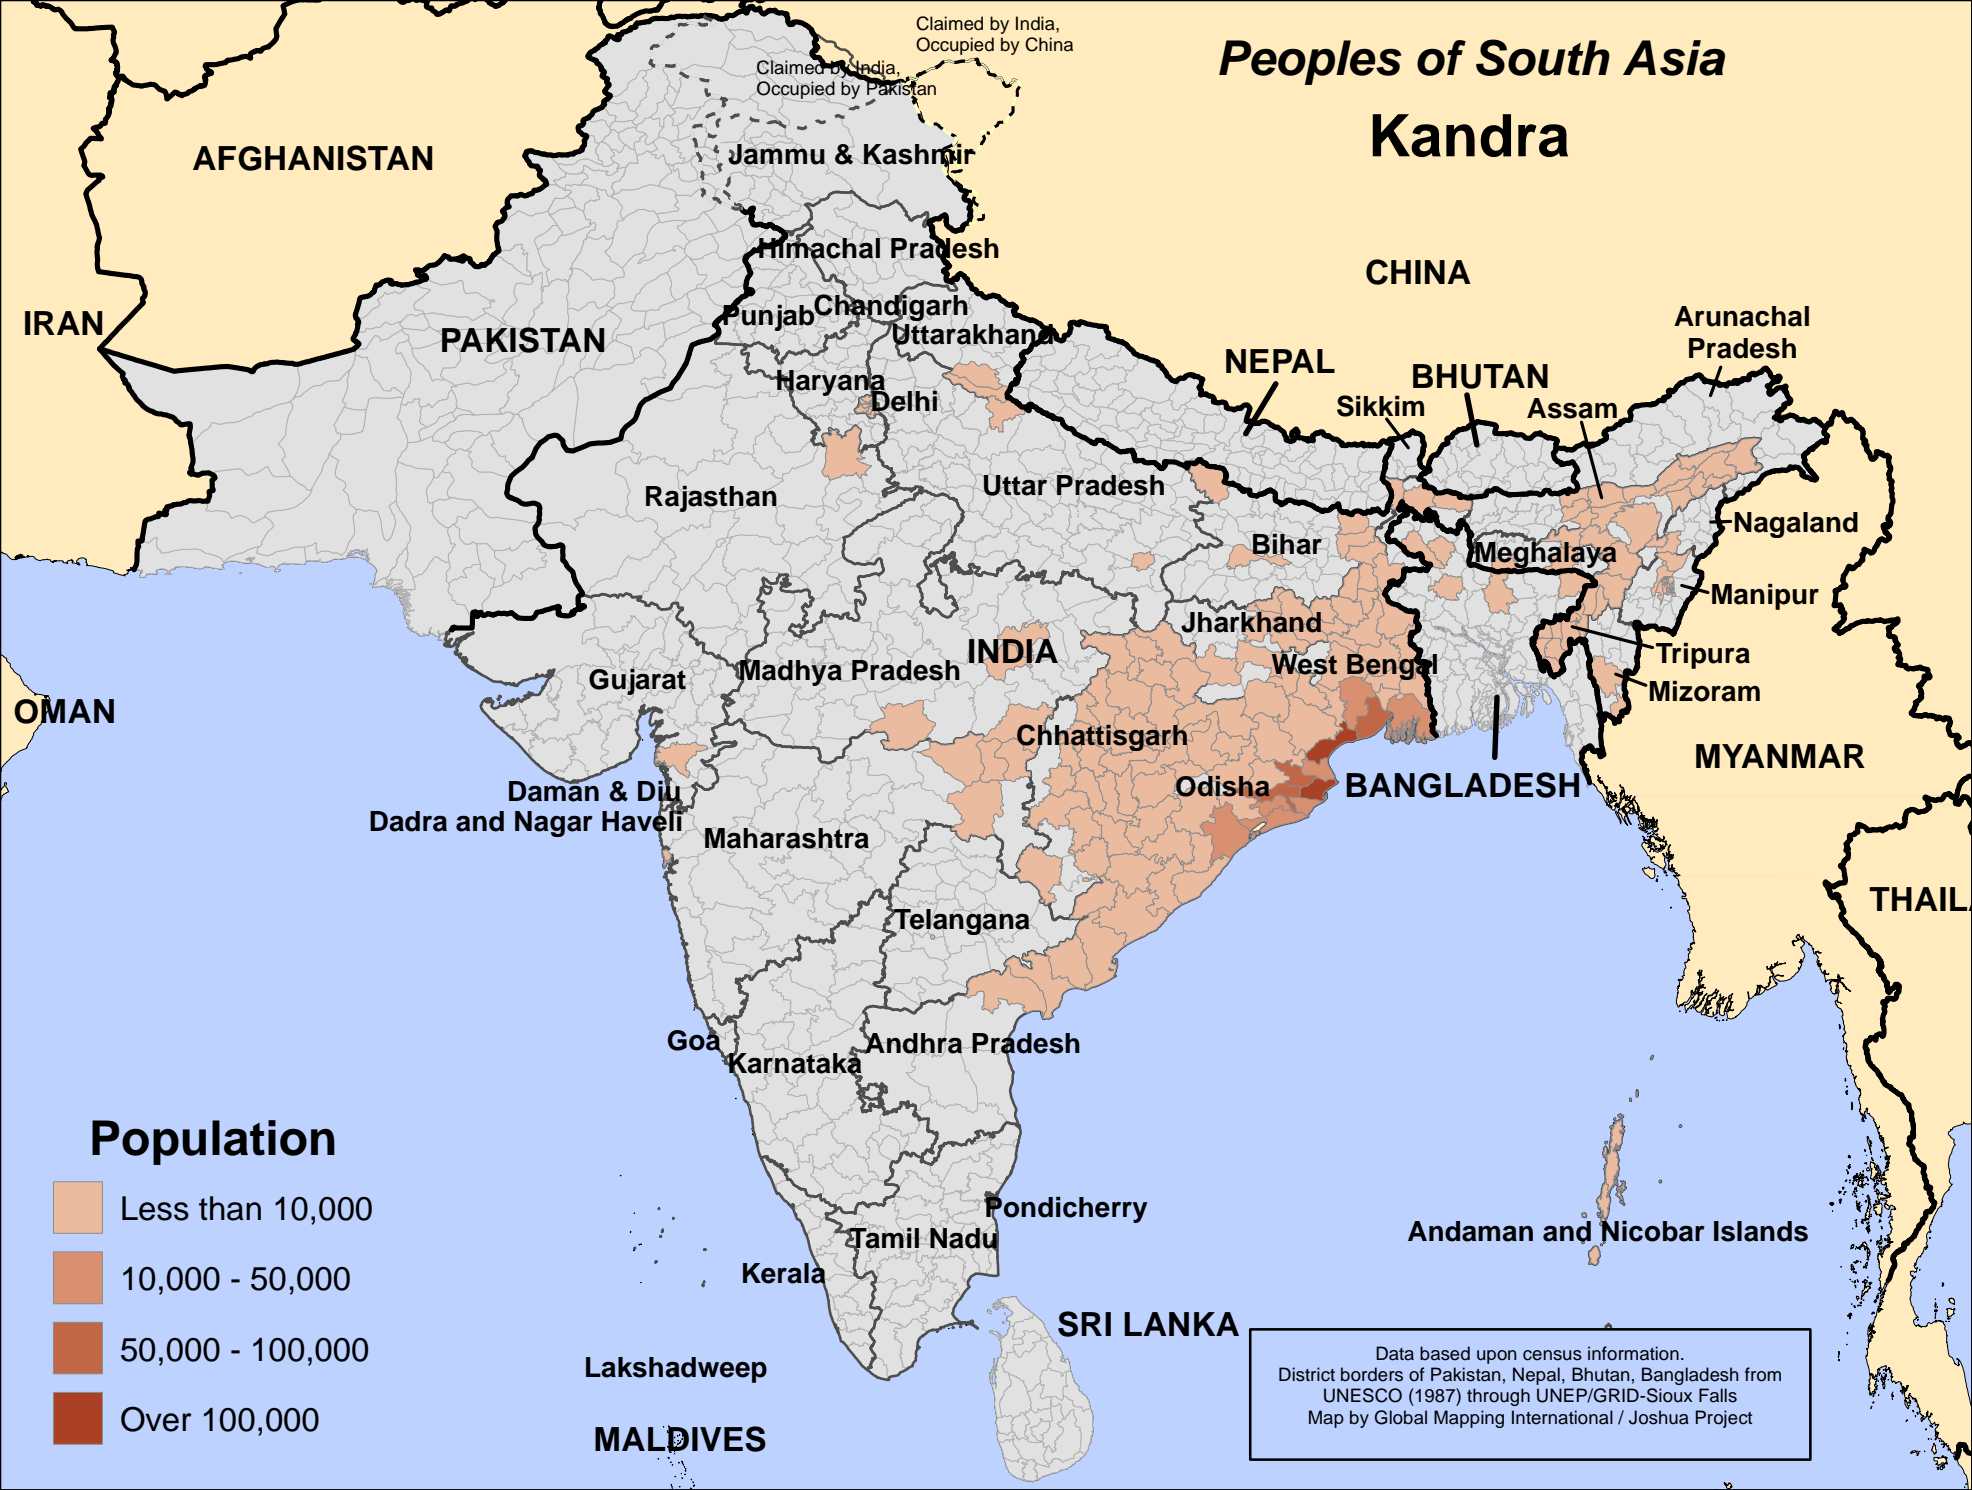 Claimed by India,
Occupied by China
Peoples of South Asia
Kandra
Claimed by India,
Occupied by Pakistan
AFGHANISTAN
Jammu & Kashmir
Himachal Pradesh
CHINA
IRAN
PAKISTAN
Punjab
Chandigarh
Uttarakhand
Arunachal
Pradesh
NEPAL
BHUTAN
Haryana
Delhi
Sikkim
Assam
Rajasthan
Uttar Pradesh
Nagaland
Bihar
Meghalaya
Manipur
Jharkhand
INDIA
West Bengal
Tripura
Gujarat
Madhya Pradesh
Mizoram
OMAN
Chhattisgarh
MYANMAR
Odisha
BANGLADESH
Daman & Diu
Dadra and Nagar Haveli
Maharashtra
THAIL
Telangana
Goa
Karnataka
Andhra Pradesh
Pondicherry
Tamil Nadu
Andaman and Nicobar Islands
Kerala
SRI LANKA
Lakshadweep
MALDIVES
Population
Less than 10,000
10,000 - 50,000
50,000 - 100,000
Over 100,000
Data based upon census information.
District borders of Pakistan, Nepal, Bhutan, Bangladesh from
UNESCO (1987) through UNEP/GRID-Sioux Falls
Map by Global Mapping International / Joshua Project